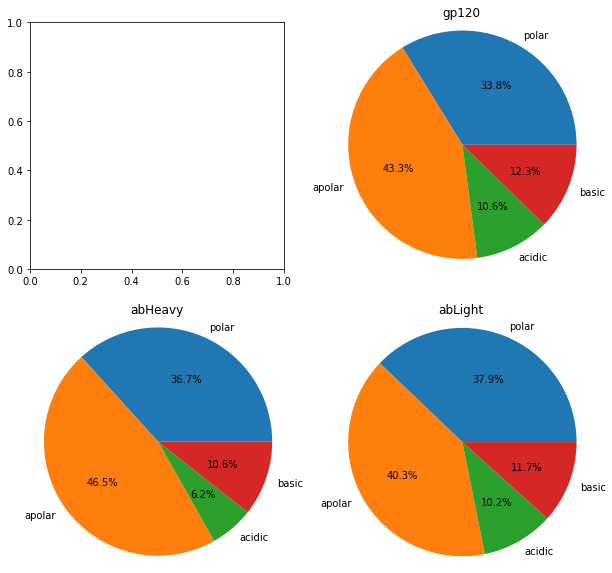 1.0
0.8
0.6
0.4
0.2
0.0
0.0 0.2 0.4 0.6 0.8 1.0
gp120
polar
33.8%
apolar
43.3%
10.6%
acidic
12.3%
basic
abHeavy
polar
36.7%
apolar
46.5%
6.2%
acidic
10.6%
basic
abLight
polar
37.9%
apolar
40.3%
10.2%
acidic
11.7%
basic